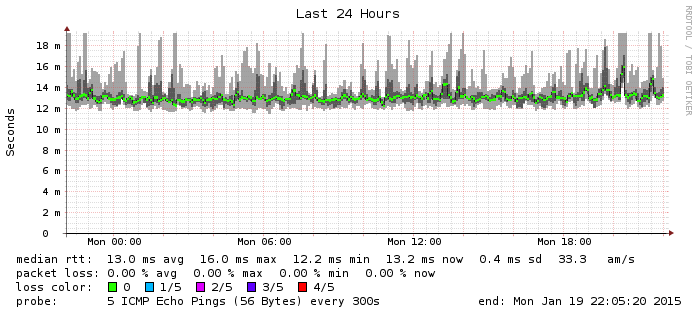 Last 24 Hours
RRDTOOL / TOBI OETIKER
Seconds
18 m
16 m
14 m
12 m
10 m
8 m
6 m
4 m
2 m
0
Mon 00:00 Mon 06:00 Mon 12:00 Mon 18:00
median rtt: 13.0 ms avg 16.0 ms max 12.2 ms min 13.2 ms now 0.4 ms sd 33.3 am/s
packet loss: 0.00 % avg 0.00 % max 0.00 % min 0.00 % now
loss color: 0 1/5 2/5 3/5 4/5
probe: 5 ICMP Echo Pings (56 Bytes) every 300s end: Mon Jan 19 22:05:20 2015